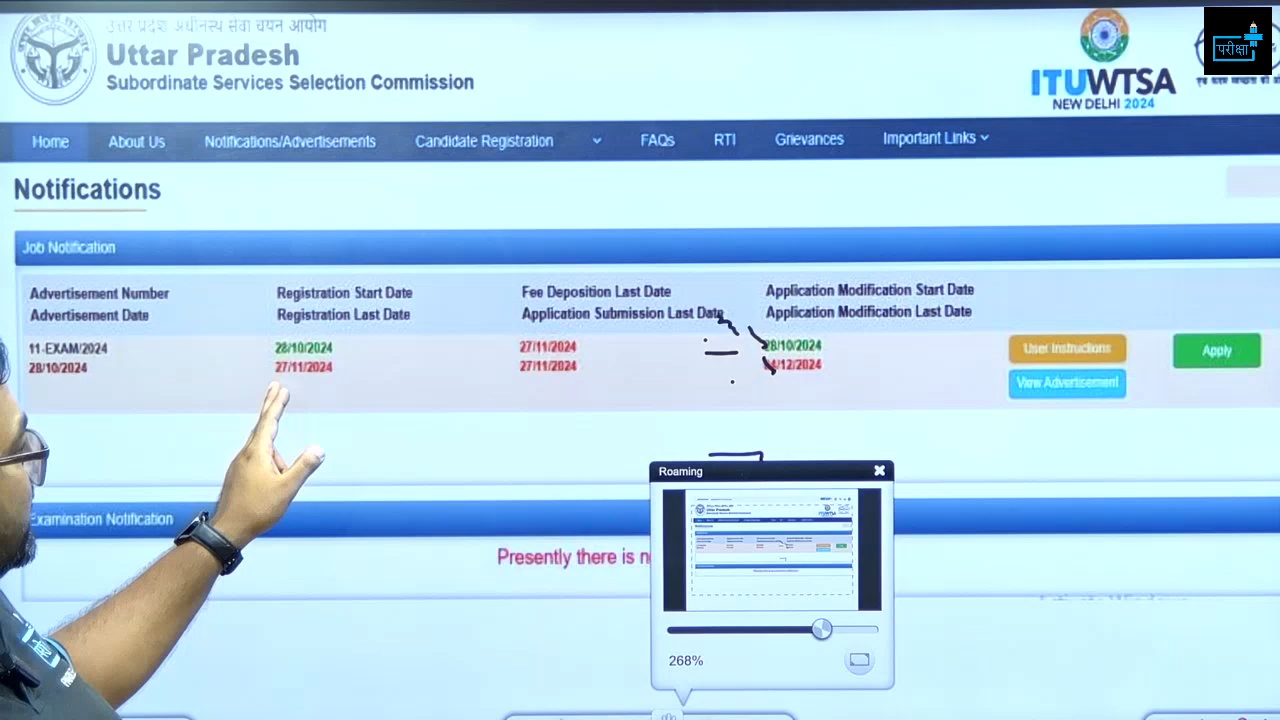 उत्तर प्रदेश अधीनस्थ सेवा चयन आयोग
Uttar Pradesh
Subordinate Services Selection Commission
ITUWTSA
NEW DELHI 2024
परीक्षा
Home About Us Notifications/Advertisements Candidate Registration FAQs RTI Grievances Important Links
Notifications
Job Notification
Advertisement Number Registration Start Date Fee Deposition Last Date Application Modification Start Date
Advertisement Date Registration Last Date Application Submission Last Date Application Modification Last Date
11-EXAM/2024 28/10/2024 27/11/2024 28/10/2024 User Instructions Apply
28/10/2024 27/11/2024 27/11/2024 /12/2024 View Advertisement
Roaming
Examination Notification
Presently there is
268%